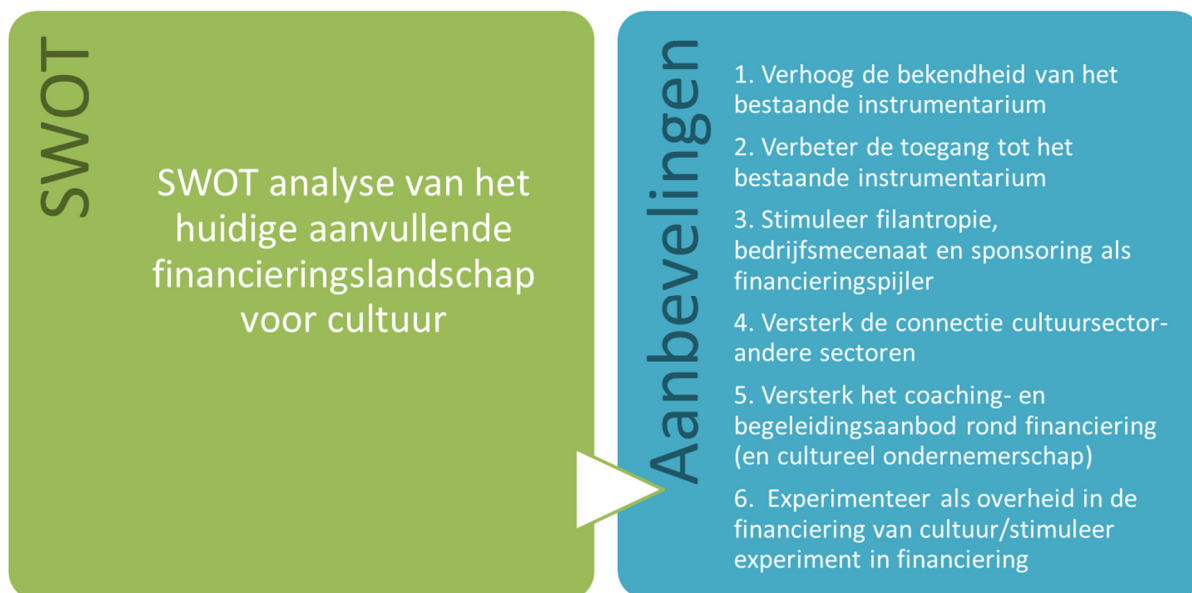 SWOT
SWOT analyse van het
huidige aanvullende
financieringslandschap
voor cultuur
Aanbevelingen
1. Verhoog de bekendheid van het
bestaande instrumentarium
2. Verbeter de toegang tot het
bestaande instrumentarium
3. Stimuleer filantropie,
bedrijfsmecenaat en sponsoring als
financieringspijler
4. Versterk de connectie cultuursector-
andere sectoren
5. Versterk het coaching- en
begeleidingsaanbod rond financiering
(en cultureel ondernemerschap)
6. Experimenteer als overheid in de
financiering van cultuur/stimuleer
experiment in financiering